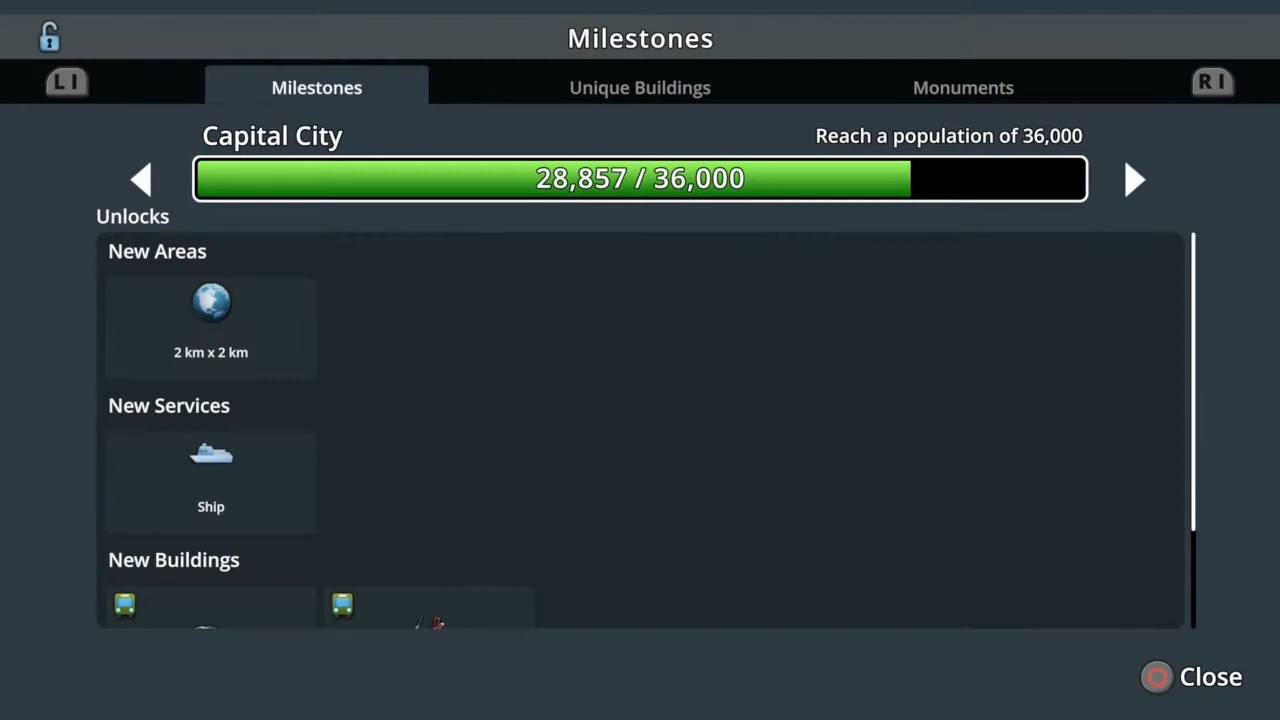 Milestones
L1
Milestones
Unique Buildings
Monuments
R1
Capital City
Reach a population of 36,000
28,857 / 36,000
Unlocks
New Areas
2 km x 2 km
New Services
Ship
New Buildings
Close